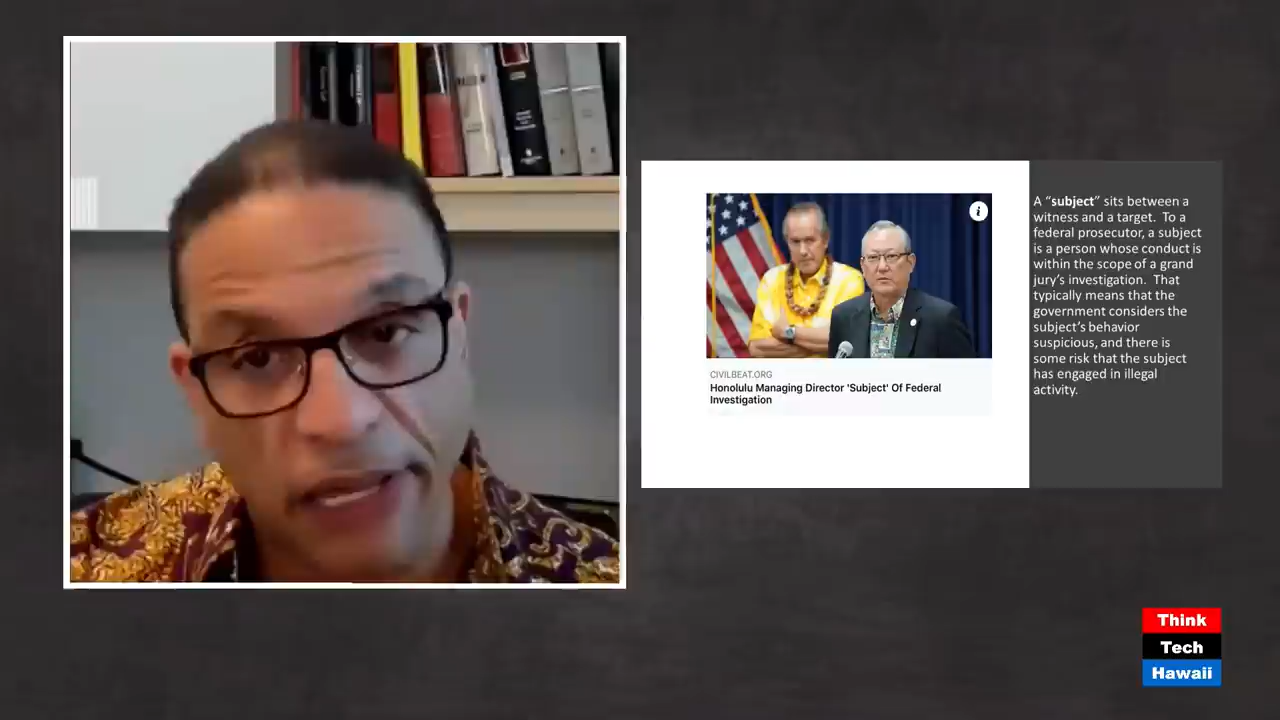 CIVILBEAT.ORG
Honolulu Managing Director 'Subject' Of Federal
Investigation
A “subject” sits between a
witness and a target. To a
federal prosecutor, a subject
is a person whose conduct is
within the scope of a grand
jury’s investigation. That
typically means that the
government considers the
subject’s behavior
suspicious, and there is
some risk that the subject
has engaged in illegal
activity.
Think
Tech
Hawaii